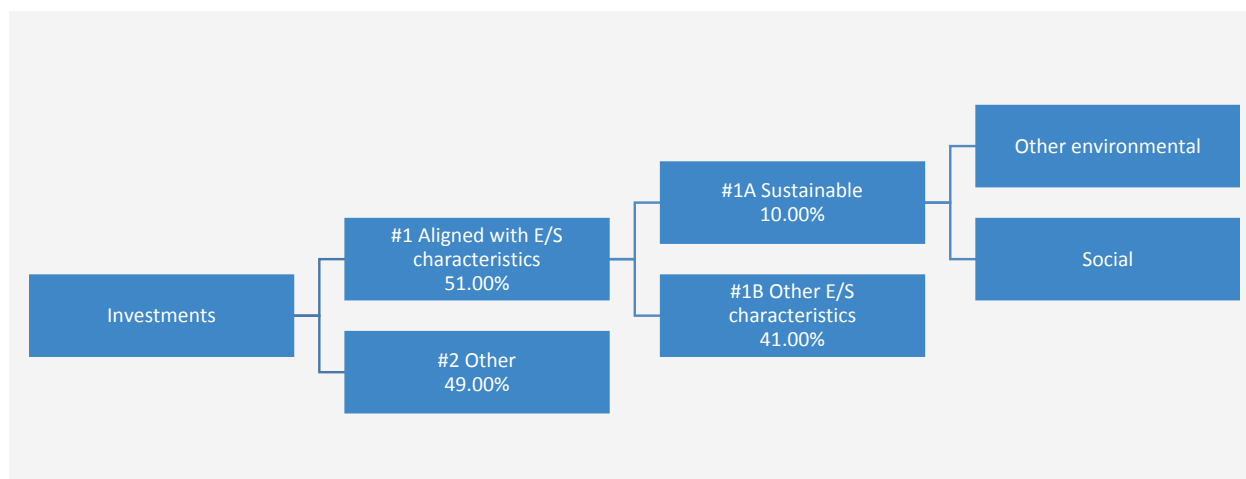 Investments
#1 Aligned with E/S
characteristics
51.00%
#2 Other
49.00%
#1A Sustainable
10.00%
#1B Other E/S
characteristics
41.00%
Other environmental
Social